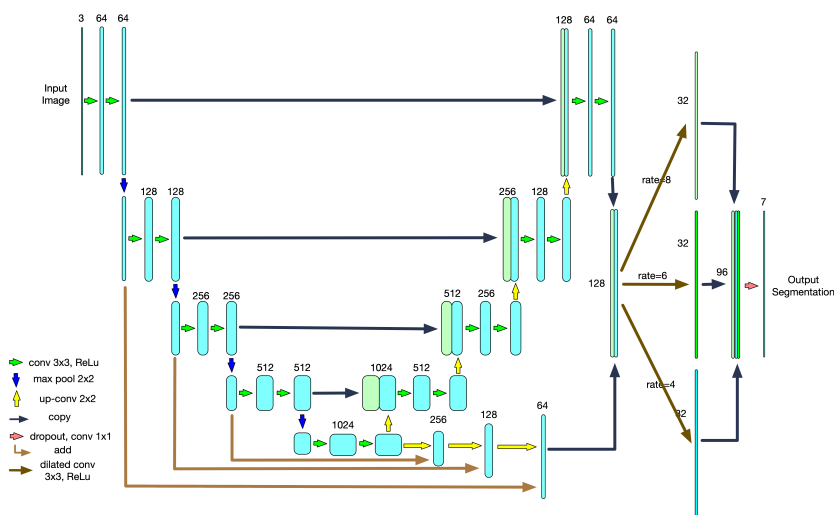 3 64 64
128 64 64
Input
Image
32
rate=8
128 128
256 128
7
32
rate=6
128
96
Output
Segmentation
256 256
512 256
512 512
1024 512
rate=4
32
1024
256
128
64
conv 3x3, ReLu
max pool 2x2
up-conv 2x2
copy
dropout, conv 1x1
add
dilated conv
3x3, ReLu